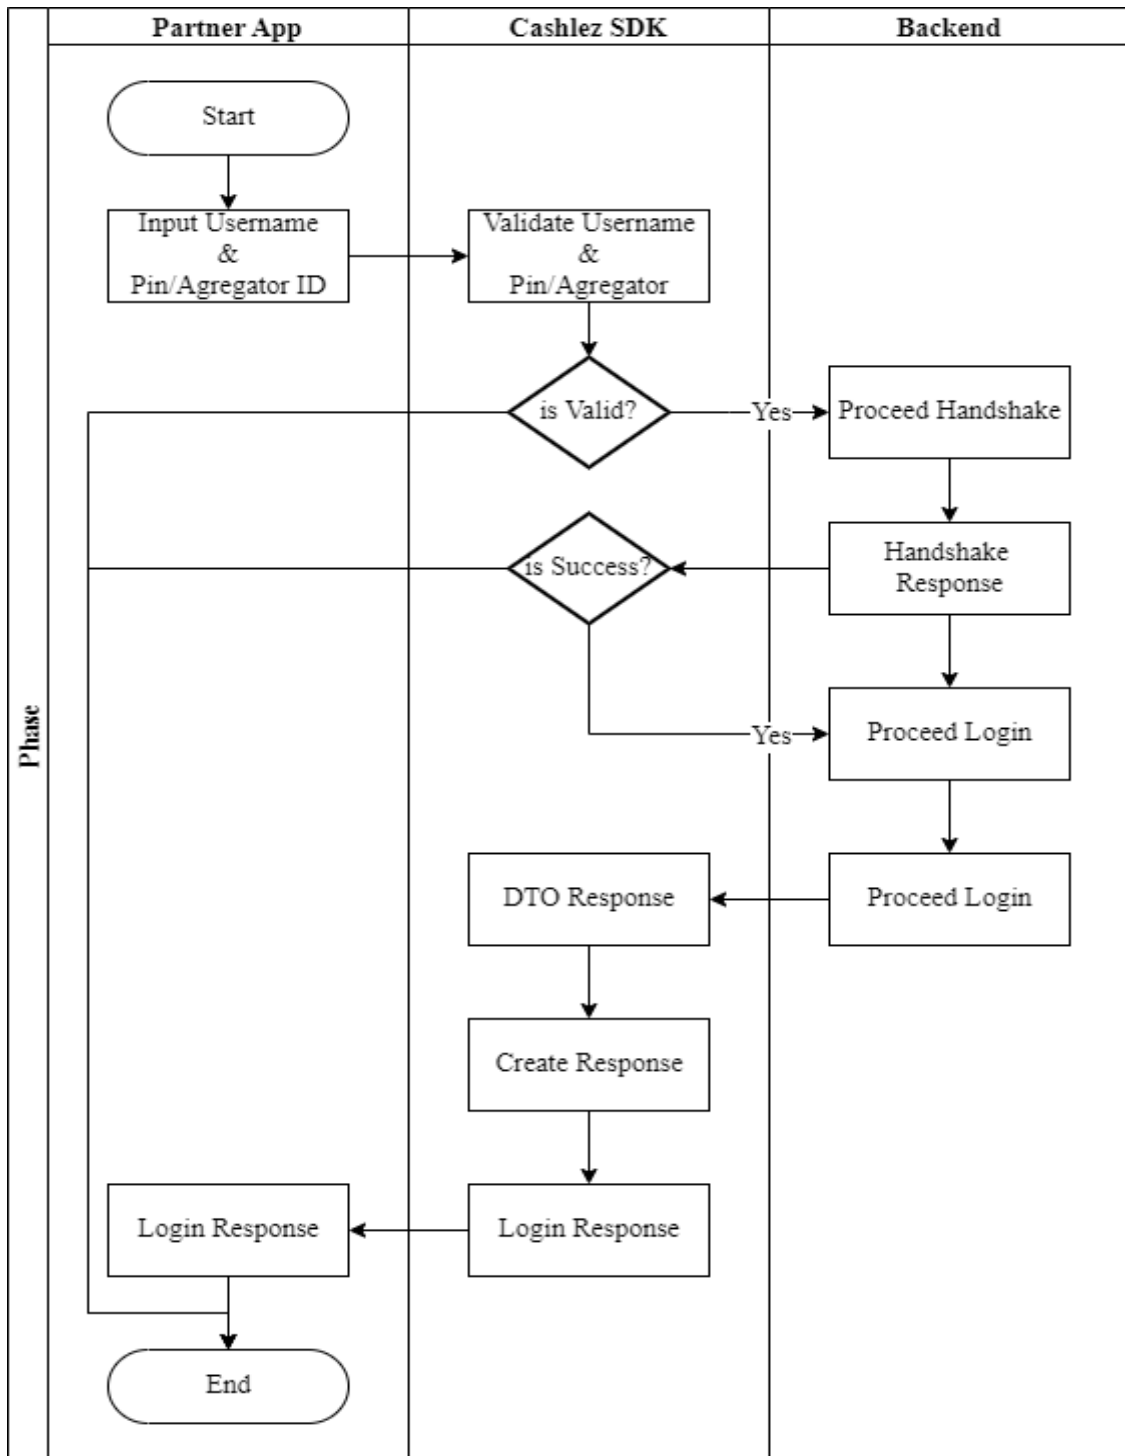 Partner App
Cashlez SDK
Backend
Phase
Start
Input Username
&
Pin/Agregator ID
Validate Username
&
Pin/Agregator
is Valid?
Yes
Proceed Handshake
is Success?
Handshake
Response
Yes
Proceed Login
DTO Response
Proceed Login
Create Response
Login Response
Login Response
End